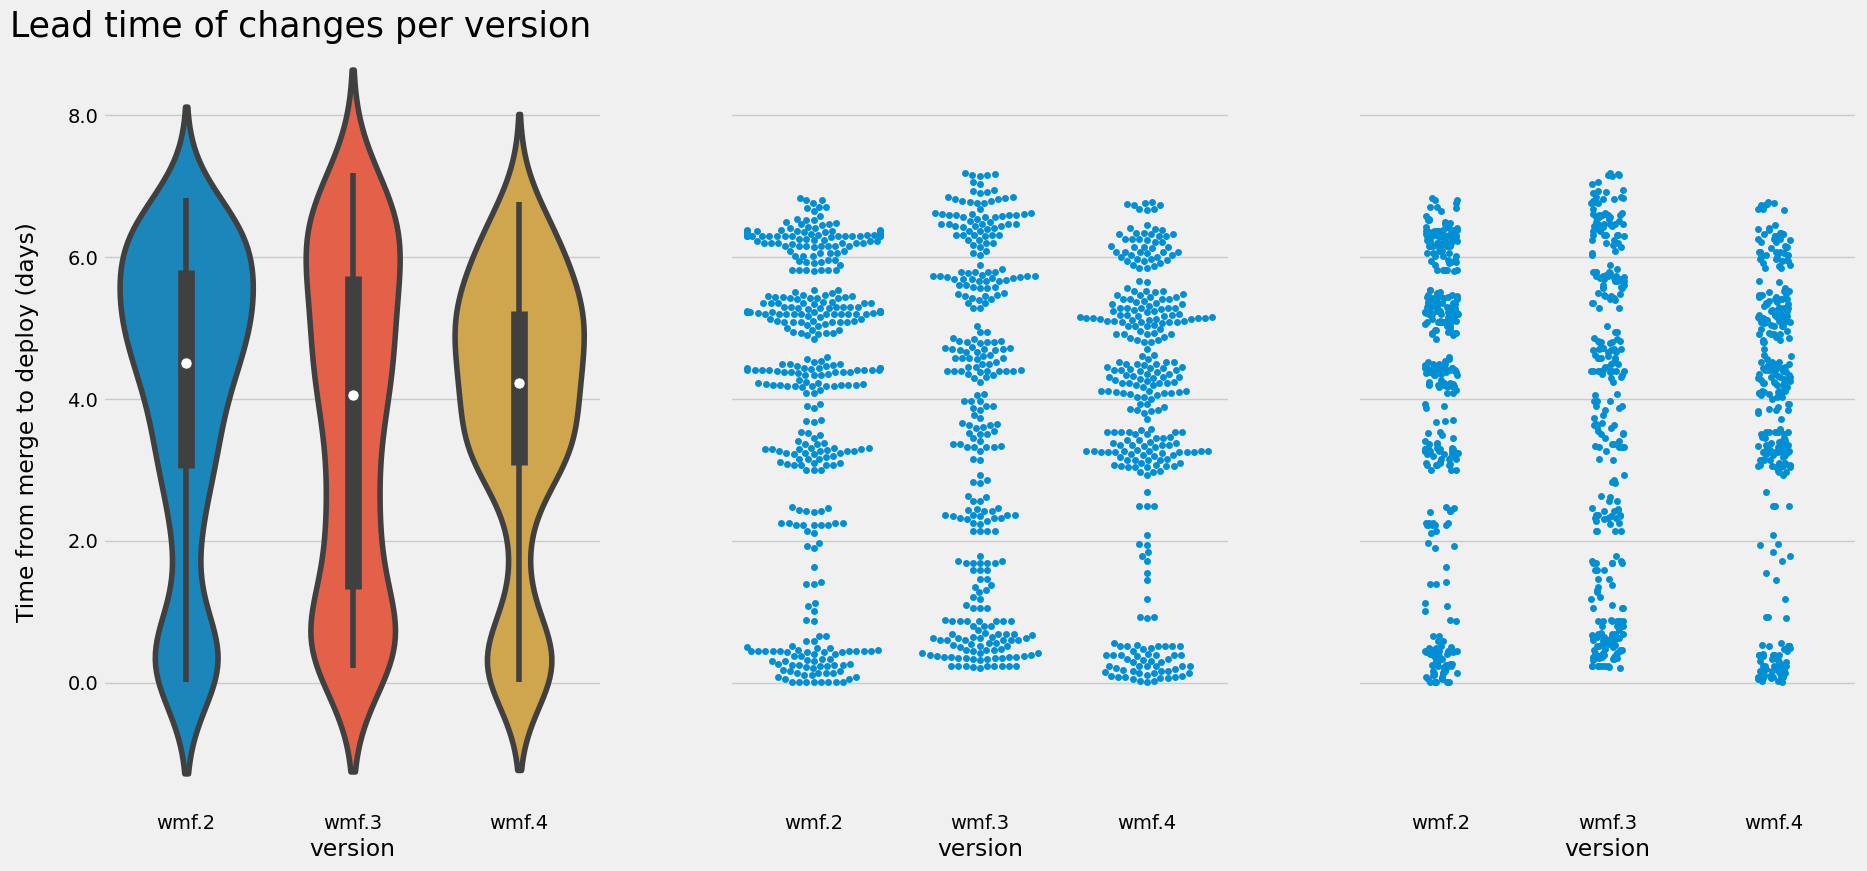 Lead time of changes per version
Time from merge to deploy (days)
8.0
6.0
4.0
2.0
0.0
wmf.2 wmf.3 wmf.4
version
wmf.2 wmf.3 wmf.4
version
wmf.2 wmf.3 wmf.4
version